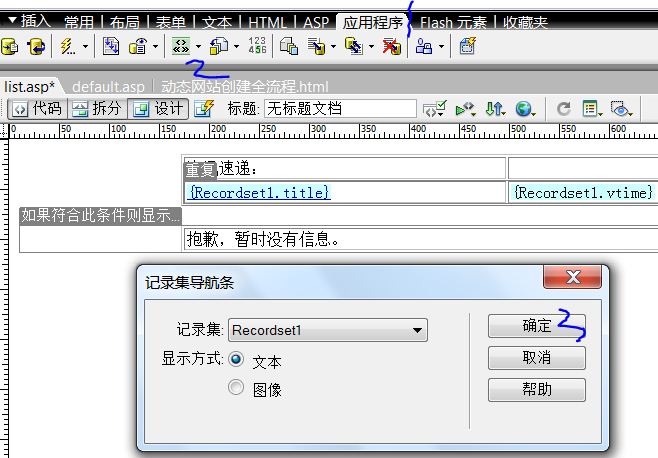 插入 常用 布局 表单 文本 HTML ASP 应用程序 Flash 元素 收藏夹
123
456
2
list.asp* default.asp 动态网站创建全流程.html
代码 拆分 设计 标题: 无标题文档
0 50 100 150 200 250 300 350 400 450 500 550 600
重复 速递:
{Recordset1.title} {Recordset1.vtime}
如果符合此条件则显示...
抱歉，暂时没有信息。
记录集导航条
记录集: Recordset1 确定 3
显示方式: 文本 取消
图像 帮助